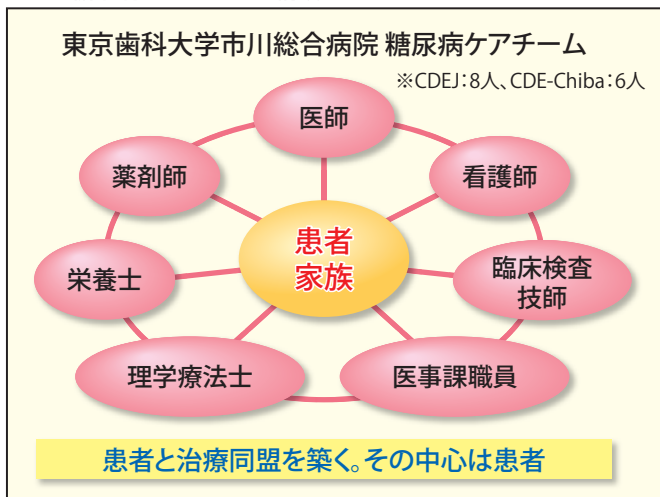 東京歯科大学市川総合病院 糖尿病ケアチーム
※CDEJ：8人、CDE-Chiba：6人
医師
薬剤師
看護師
患者
家族
栄養士
臨床検査
技師
理学療法士
医事課職員
患者と治療同盟を築く。その中心は患者